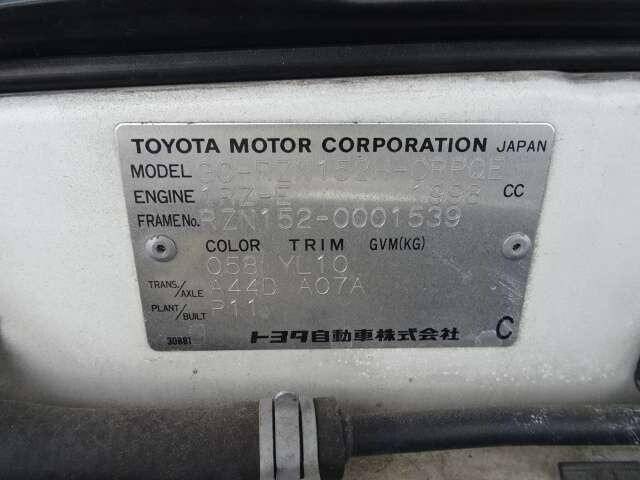 TOYOTA MOTOR CORPORATION JAPAN
MODEL GC-RZN152H-CRPQE
ENGINE 1RZ-E 1998 CC
FRAME No. RZN152-0001539
COLOR TRIM GVM(KG)
058 YL10
TRANS./AXLE A44D A07A
PLANT/BUILT P11
30881 トヨタ自動車株式会社 C